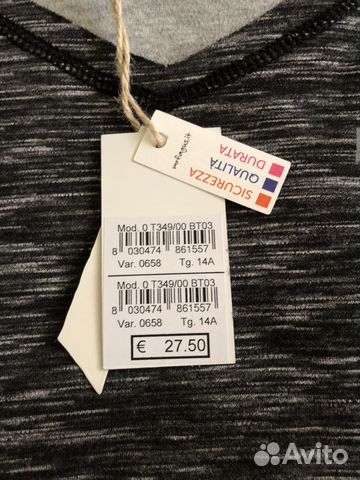 SICUREZZA
QUALITÀ
DURATA
Mod. 0 T349/00 BT03
8 030474 861557
Var. 0658 Tg. 14A
Mod. 0 T349/00 BT03
8 030474 861557
Var. 0658 Tg. 14A
€ 27.50
Avito